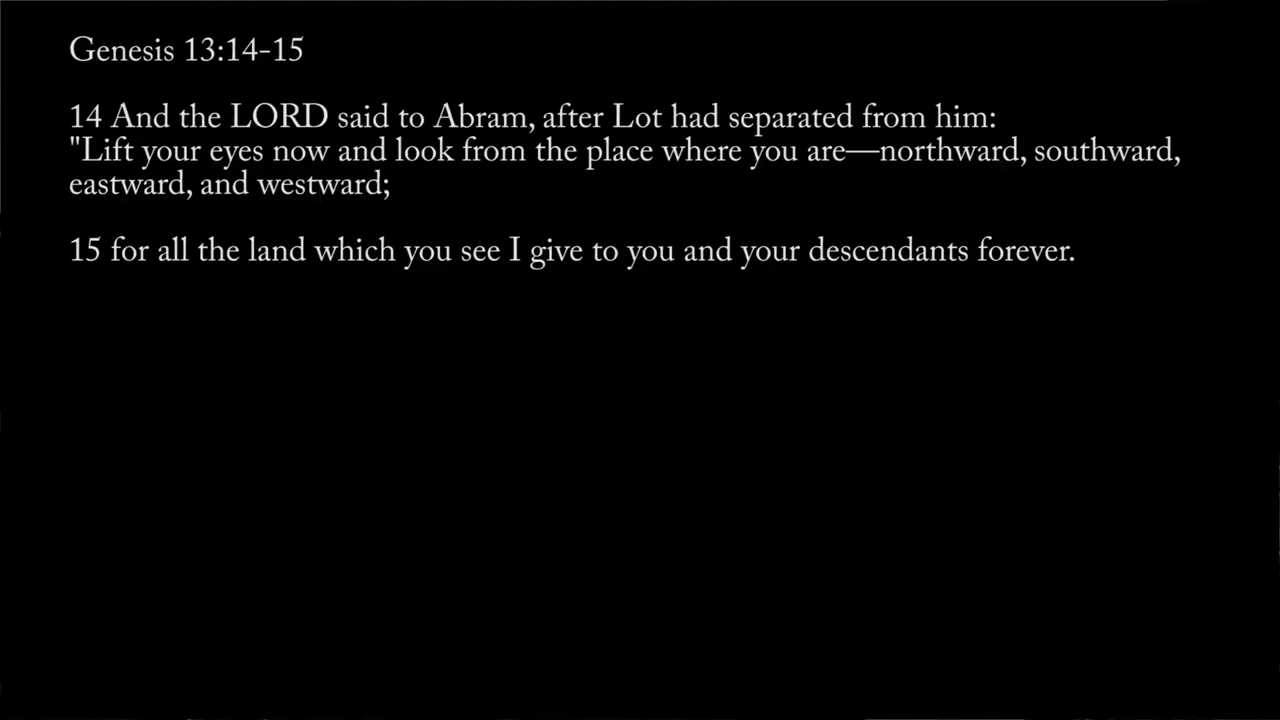 Genesis 13:14-15
14 And the LORD said to Abram, after Lot had separated from him:
"Lift your eyes now and look from the place where you are—northward, southward,
eastward, and westward;
15 for all the land which you see I give to you and your descendants forever.